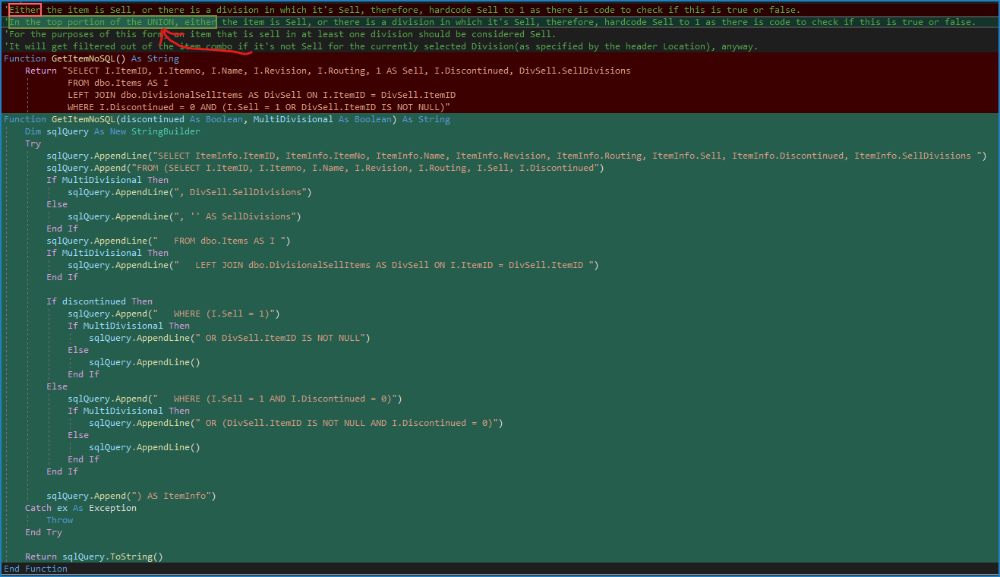 'Either the item is Sell, or there is a division in which it's Sell, therefore, hardcode Sell to 1 as there is code to check if this is true or false.
'In the top portion of the UNION, either the item is Sell, or there is a division in which it's Sell, therefore, hardcode Sell to 1 as there is code to check if this is true or false.
'For the purposes of this form, an item that is sell in at least one division should be considered Sell.
'It will get filtered out of the item combo if it's not Sell for the currently selected Division(as specified by the header Location), anyway.
Function GetItemNoSQL() As String
Return "SELECT I.ItemID, I.Itemno, I.Name, I.Revision, I.Routing, 1 AS Sell, I.Discontinued, DivSell.SellDivisions
FROM dbo.Items AS I
LEFT JOIN dbo.DivisionalSellItems AS DivSell ON I.ItemID = DivSell.ItemID
WHERE I.Discontinued = 0 AND (I.Sell = 1 OR DivSell.ItemID IS NOT NULL)"
Function GetItemNoSQL(discontinued As Boolean, MultiDivisional As Boolean) As String
Dim sqlQuery As New StringBuilder
Try
sqlQuery.AppendLine("SELECT ItemInfo.ItemID, ItemInfo.ItemNo, ItemInfo.Name, ItemInfo.Revision, ItemInfo.Routing, ItemInfo.Sell, ItemInfo.Discontinued, ItemInfo.SellDivisions ")
sqlQuery.Append("FROM (SELECT I.ItemID, I.Itemno, I.Name, I.Revision, I.Routing, I.Sell, I.Discontinued")
If MultiDivisional Then
sqlQuery.AppendLine(", DivSell.SellDivisions")
Else
sqlQuery.AppendLine(", '' AS SellDivisions")
End If
sqlQuery.AppendLine("   FROM dbo.Items AS I ")
If MultiDivisional Then
sqlQuery.AppendLine("   LEFT JOIN dbo.DivisionalSellItems AS DivSell ON I.ItemID = DivSell.ItemID ")
End If
If discontinued Then
sqlQuery.Append("   WHERE (I.Sell = 1)")
If MultiDivisional Then
sqlQuery.AppendLine(" OR DivSell.ItemID IS NOT NULL")
Else
sqlQuery.AppendLine()
End If
Else
sqlQuery.Append("   WHERE (I.Sell = 1 AND I.Discontinued = 0)")
If MultiDivisional Then
sqlQuery.AppendLine(" OR (DivSell.ItemID IS NOT NULL AND I.Discontinued = 0)")
Else
sqlQuery.AppendLine()
End If
End If
sqlQuery.Append(") AS ItemInfo")
Catch ex As Exception
Throw
End Try
Return sqlQuery.ToString()
End Function